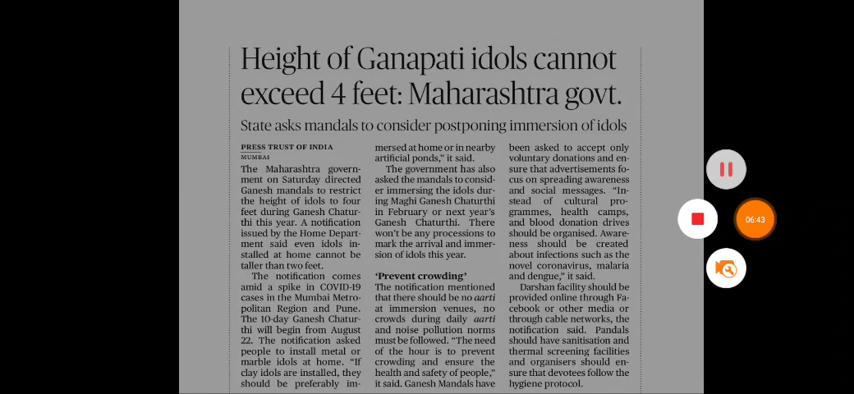 Height of Ganapati idols cannot
exceed 4 feet: Maharashtra govt.
State asks mandals to consider postponing immersion of idols
PRESS TRUST OF INDIA
MUMBAI
The Maharashtra govern-
ment on Saturday directed
Ganesh mandals to restrict
the height of idols to four
feet during Ganesh Chatur-
thi this year. A notification
issued by the Home Depart-
ment said even idols in-
stalled at home cannot be
taller than two feet.
The notification comes
amid a spike in COVID-19
cases in the Mumbai Metro-
politan Region and Pune.
The 10-day Ganesh Chatur-
thi will begin from August
22. The notification asked
people to install metal or
marble idols at home. “If
clay idols are installed, they
should be preferably im-
mersed at home or in nearby
artificial ponds,” it said.
The government has also
asked the mandals to consid-
er immersing the idols dur-
ing Maghi Ganesh Chaturthi
in February or next year’s
Ganesh Chaturthi. There
won’t be any processions to
mark the arrival and immer-
sion of idols this year.
‘Prevent crowding’
The notification mentioned
that there should be no aarti
at immersion venues, no
crowds during daily aarti
and noise pollution norms
must be followed. “The need
of the hour is to prevent
crowding and ensure the
health and safety of people,”
it said. Ganesh Mandals have
been asked to accept only
voluntary donations and en-
sure that advertisements fo-
cus on spreading awareness
and social messages. “In-
stead of cultural pro-
grammes, health camps,
and blood donation drives
should be organised. Aware-
ness should be created
about infections such as the
novel coronavirus, malaria
and dengue,” it said.
Darshan facility should be
provided online through Fa-
cebook or other media or
through cable networks, the
notification said. Pandals
should have sanitisation and
thermal screening facilities
and organisers should en-
sure that devotees follow the
hygiene protocol.
06:43